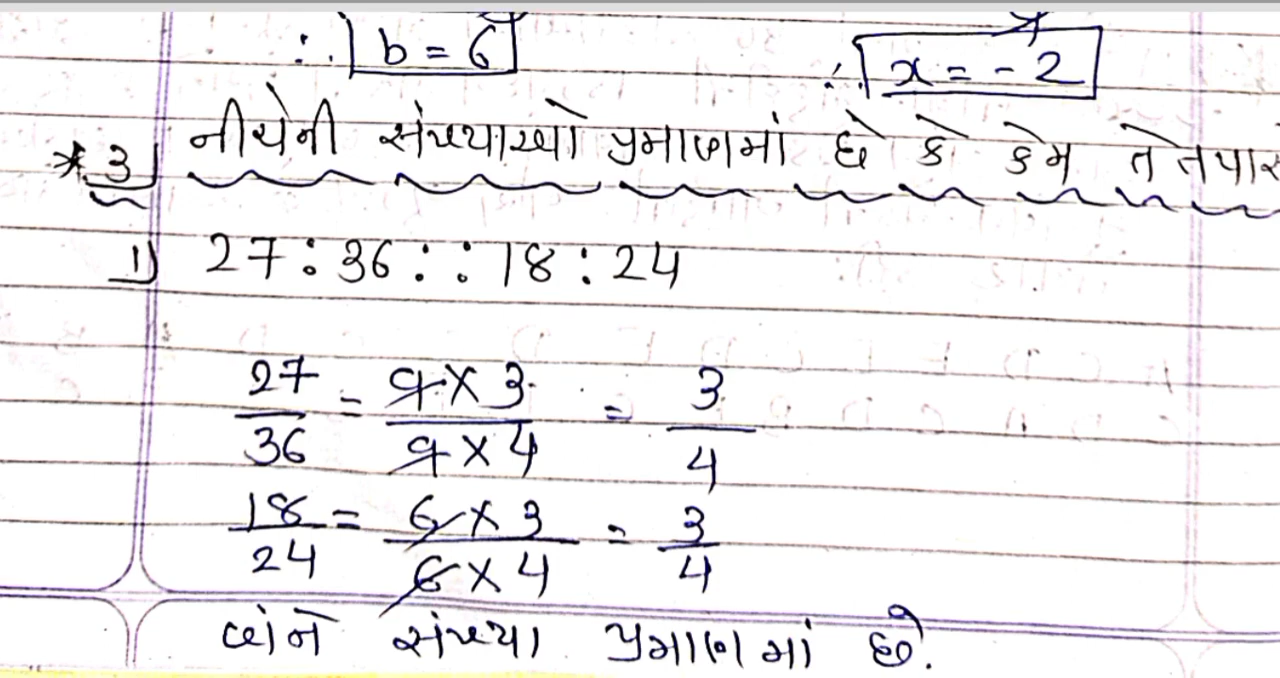 ∴ b = 6
∴ x = -2
* 3) નીચેની સંખ્યાઓ પ્રમાણમાં છે કે કેમ તે તપાસ
1) 27 : 36 : : 18 : 24
27/36 = 9 × 3/9 × 4 = 3/4
18/24 = 6 × 3/6 × 4 = 3/4
બંને સંખ્યા પ્રમાણમાં છે.